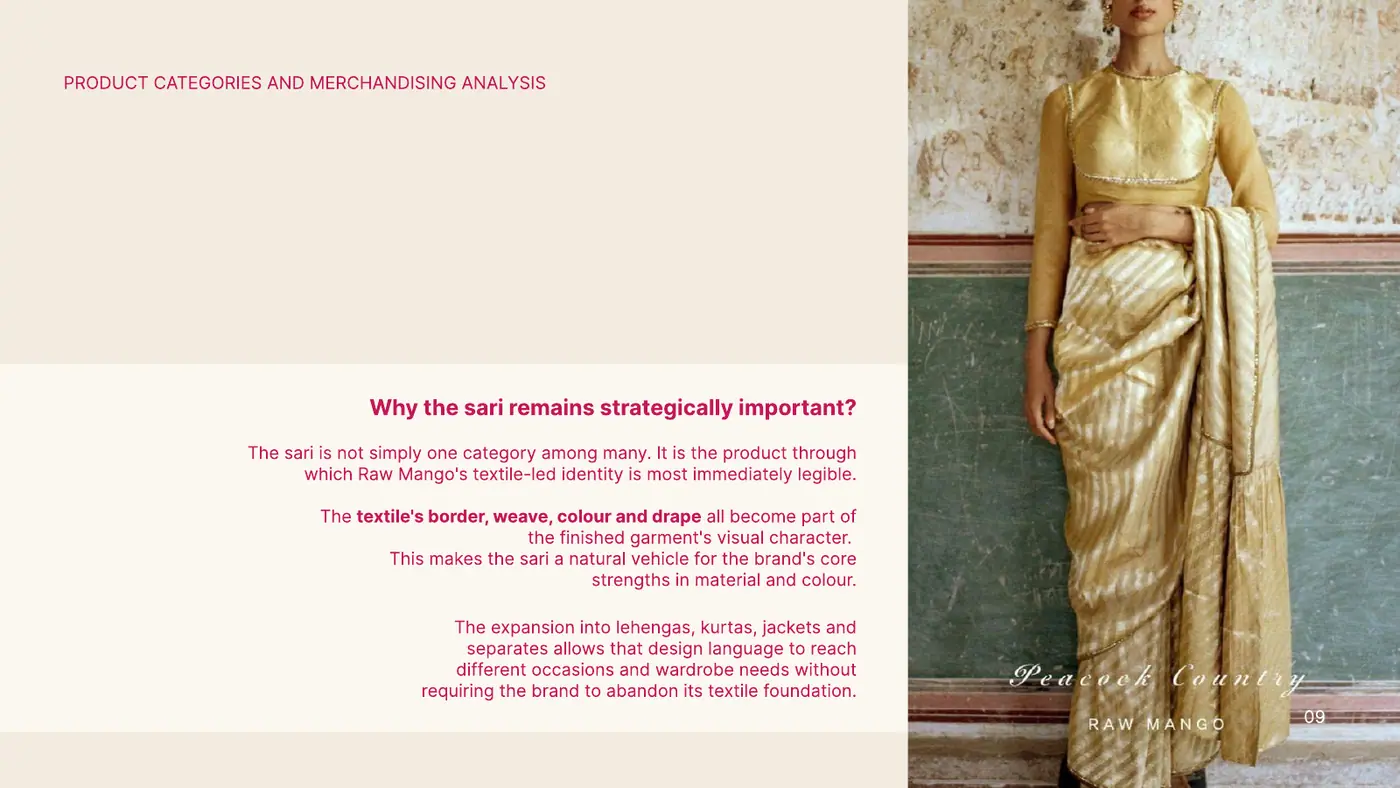 PRODUCT CATEGORIES AND MERCHANDISING ANALYSIS
Why the sari remains strategically important?
The sari is not simply one category among many. It is the product through
which Raw Mango's textile-led identity is most immediately legible.
The textile's border, weave, colour and drape all become part of
the finished garment's visual character.
This makes the sari a natural vehicle for the brand's core
strengths in material and colour.
The expansion into lehengas, kurtas, jackets and
separates allows that design language to reach
different occasions and wardrobe needs without
requiring the brand to abandon its textile foundation.
Peacock Country
RAW MANGO
09